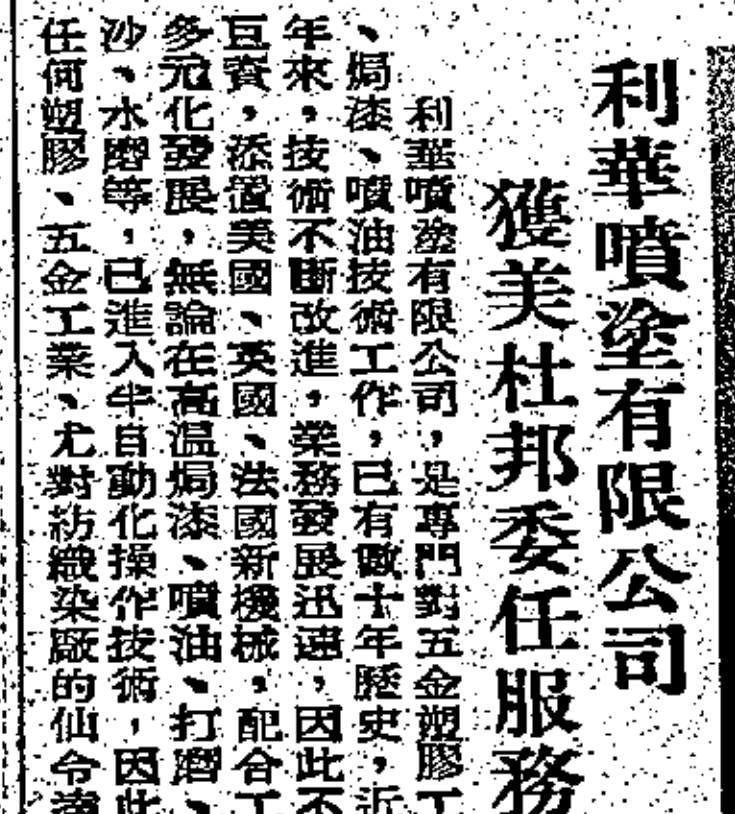 利華噴塗有限公司
獲美杜邦委任服務
利華噴塗有限公司,是專門對五金塑膠工
、焗漆、噴油技術工作,已有數十年歷史,近
年來,技術不斷改進,業務發展迅速,因此不
巨資,添置美國、英國、法國新機械,配合工
多元化發展,無論在高温焗漆、噴油、打磨、
沙、水磨等,已進入半自動化操作技術,因此
任何塑膠、五金工業、尤對紡織染廠的仙令